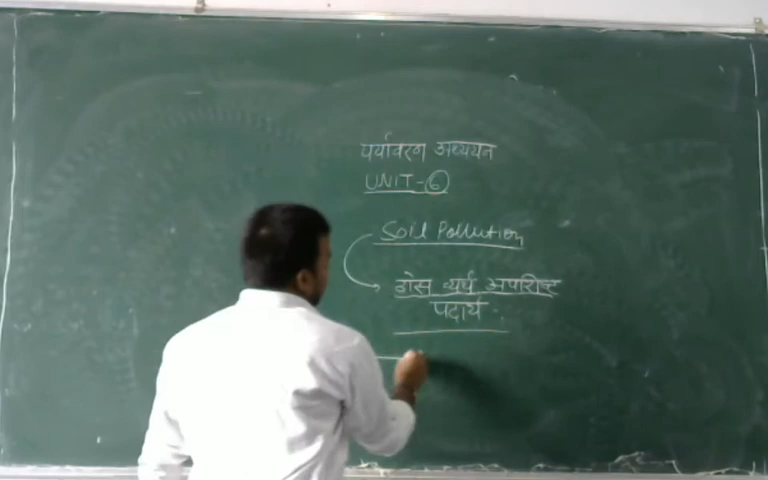 पर्यावरण अध्ययन
UNIT-6
Soil Pollution
ठोस व्यर्थ अपशिष्ट
पदार्थ